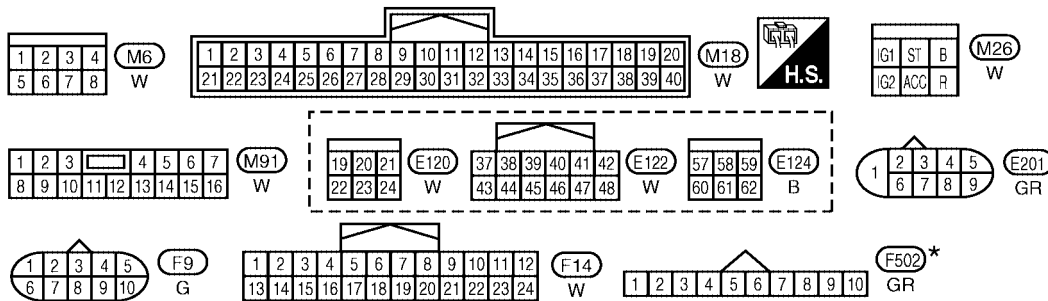 1 2 3 4 M6
5 6 7 8 W
1 2 3 4 5 6 7 8 9 10 11 12 13 14 15 16 17 18 19 20 M18
21 22 23 24 25 26 27 28 29 30 31 32 33 34 35 36 37 38 39 40 W
H.S.
IG1 ST B M26
IG2 ACC R W
1 2 3 4 5 6 7 M91
8 9 10 11 12 13 14 15 16 W
19 20 21 E120
22 23 24 W
37 38 39 40 41 42 E122
43 44 45 46 47 48 W
57 58 59 E124
60 61 62 B
1 2 3 4 5 E201
6 7 8 9 GR
1 2 3 4 5 F9
6 7 8 9 10 G
1 2 3 4 5 6 7 8 9 10 11 12 F14
13 14 15 16 17 18 19 20 21 22 23 24 W
1 2 3 4 5 6 7 8 9 10 F502 *
GR